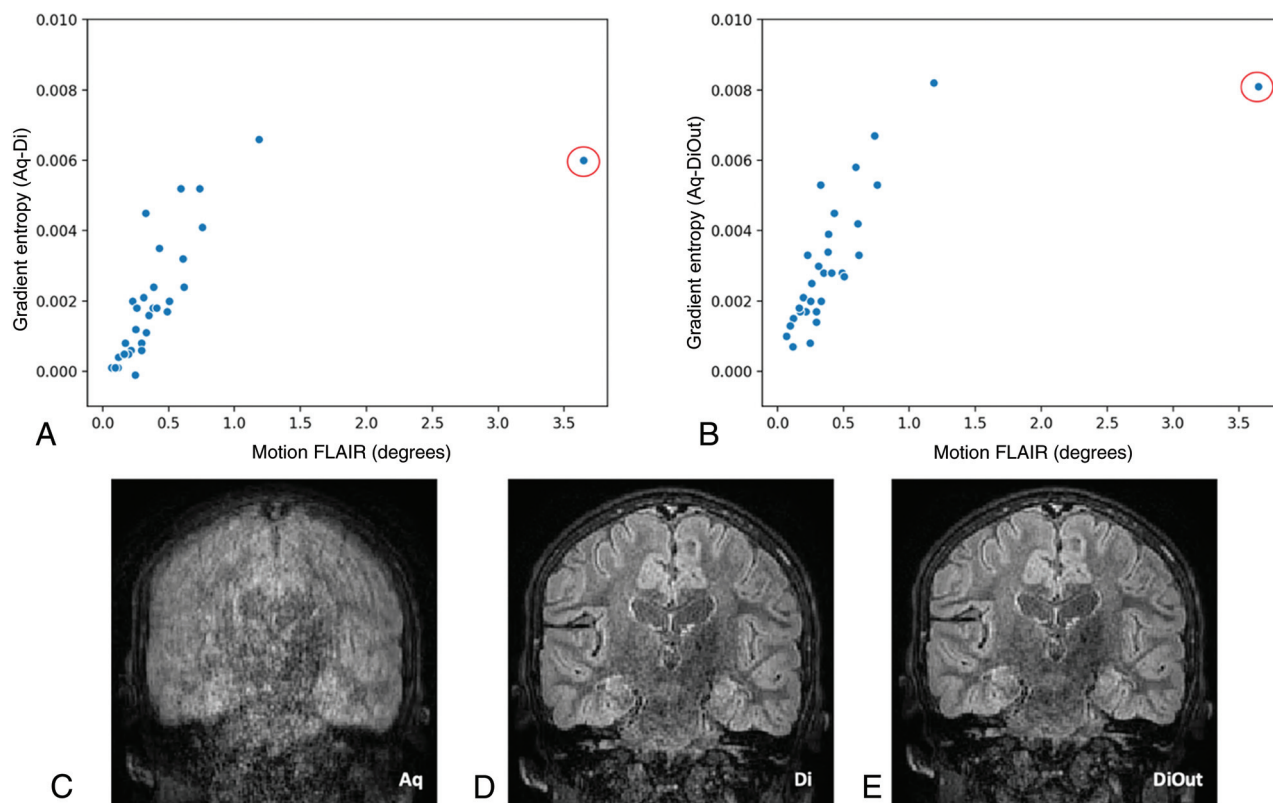 0.010
0.008
0.006
0.004
0.002
0.000
Gradient entropy (Aq-Di)
0.0 0.5 1.0 1.5 2.0 2.5 3.0 3.5
Motion FLAIR (degrees)
A
0.010
0.008
0.006
0.004
0.002
0.000
Gradient entropy (Aq-DiOut)
0.0 0.5 1.0 1.5 2.0 2.5 3.0 3.5
Motion FLAIR (degrees)
B
C
Aq
D
Di
E
DiOut